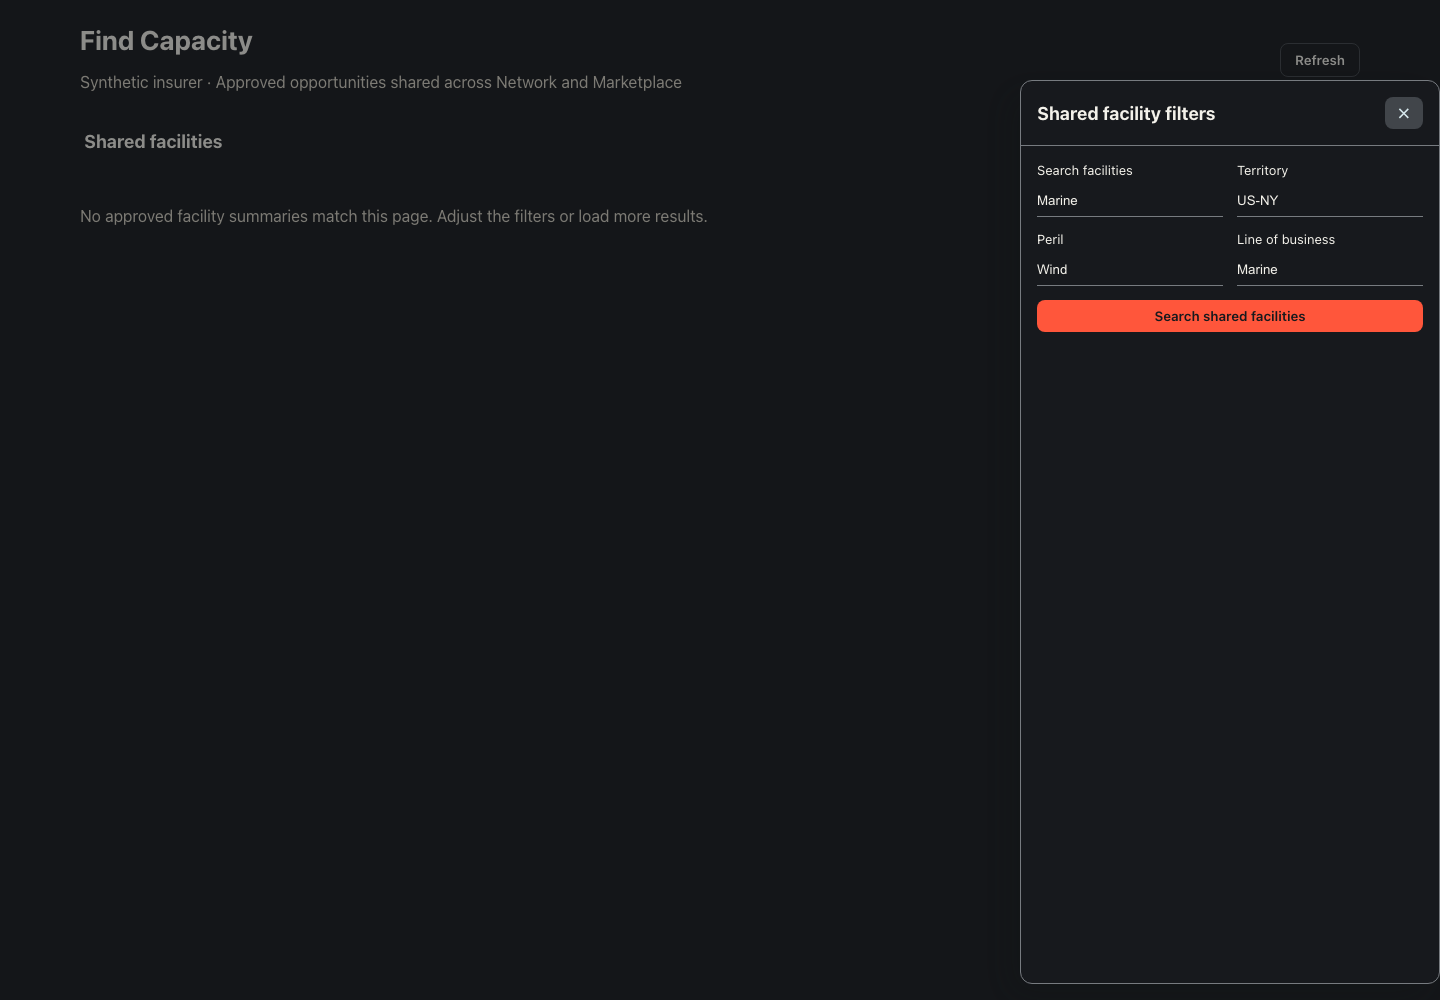 Find Capacity
Refresh
Synthetic insurer · Approved opportunities shared across Network and Marketplace
Shared facilities
No approved facility summaries match this page. Adjust the filters or load more results.
Shared facility filters
×
Search facilities
Marine
Territory
US-NY
Peril
Wind
Line of business
Marine
Search shared facilities